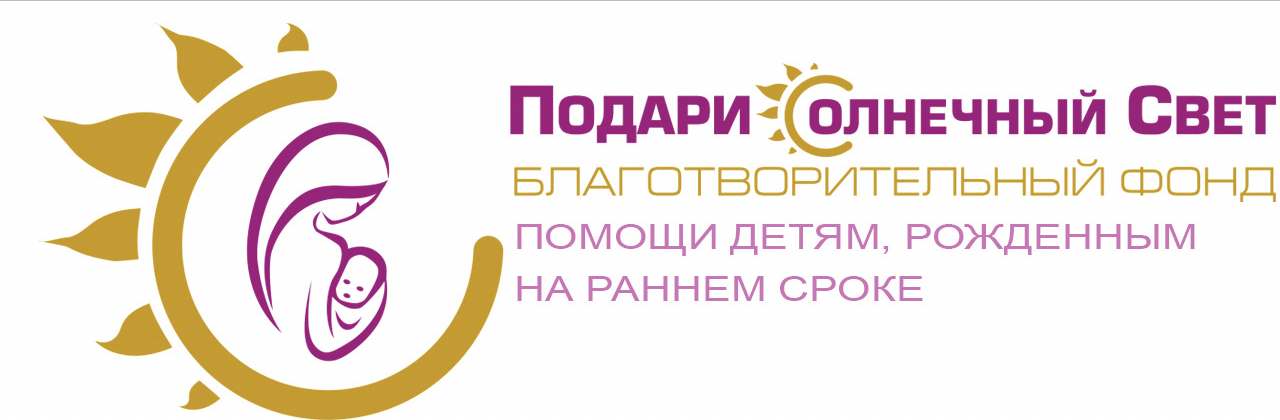 ПОДАРИ СОЛНЕЧНЫЙ СВЕТ
БЛАГОТВОРИТЕЛЬНЫЙ ФОНД
ПОМОЩИ ДЕТЯМ, РОЖДЕННЫМ
НА РАННЕМ СРОКЕ